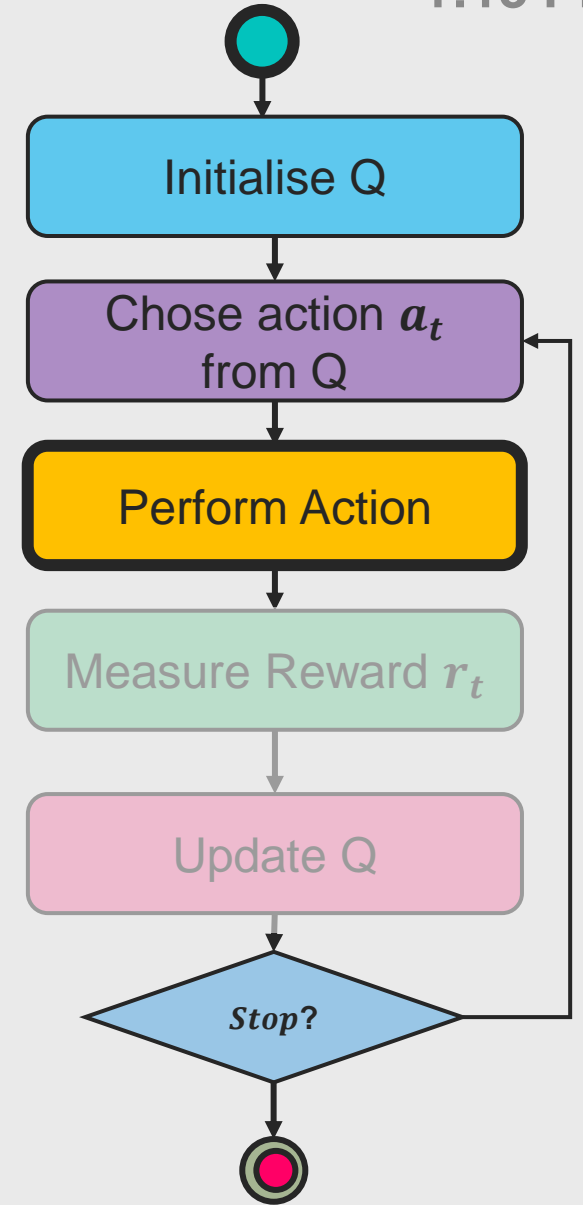 Initialise Q
Chose action a_t
from Q
Perform Action
Measure Reward r_t
Update Q
Stop?